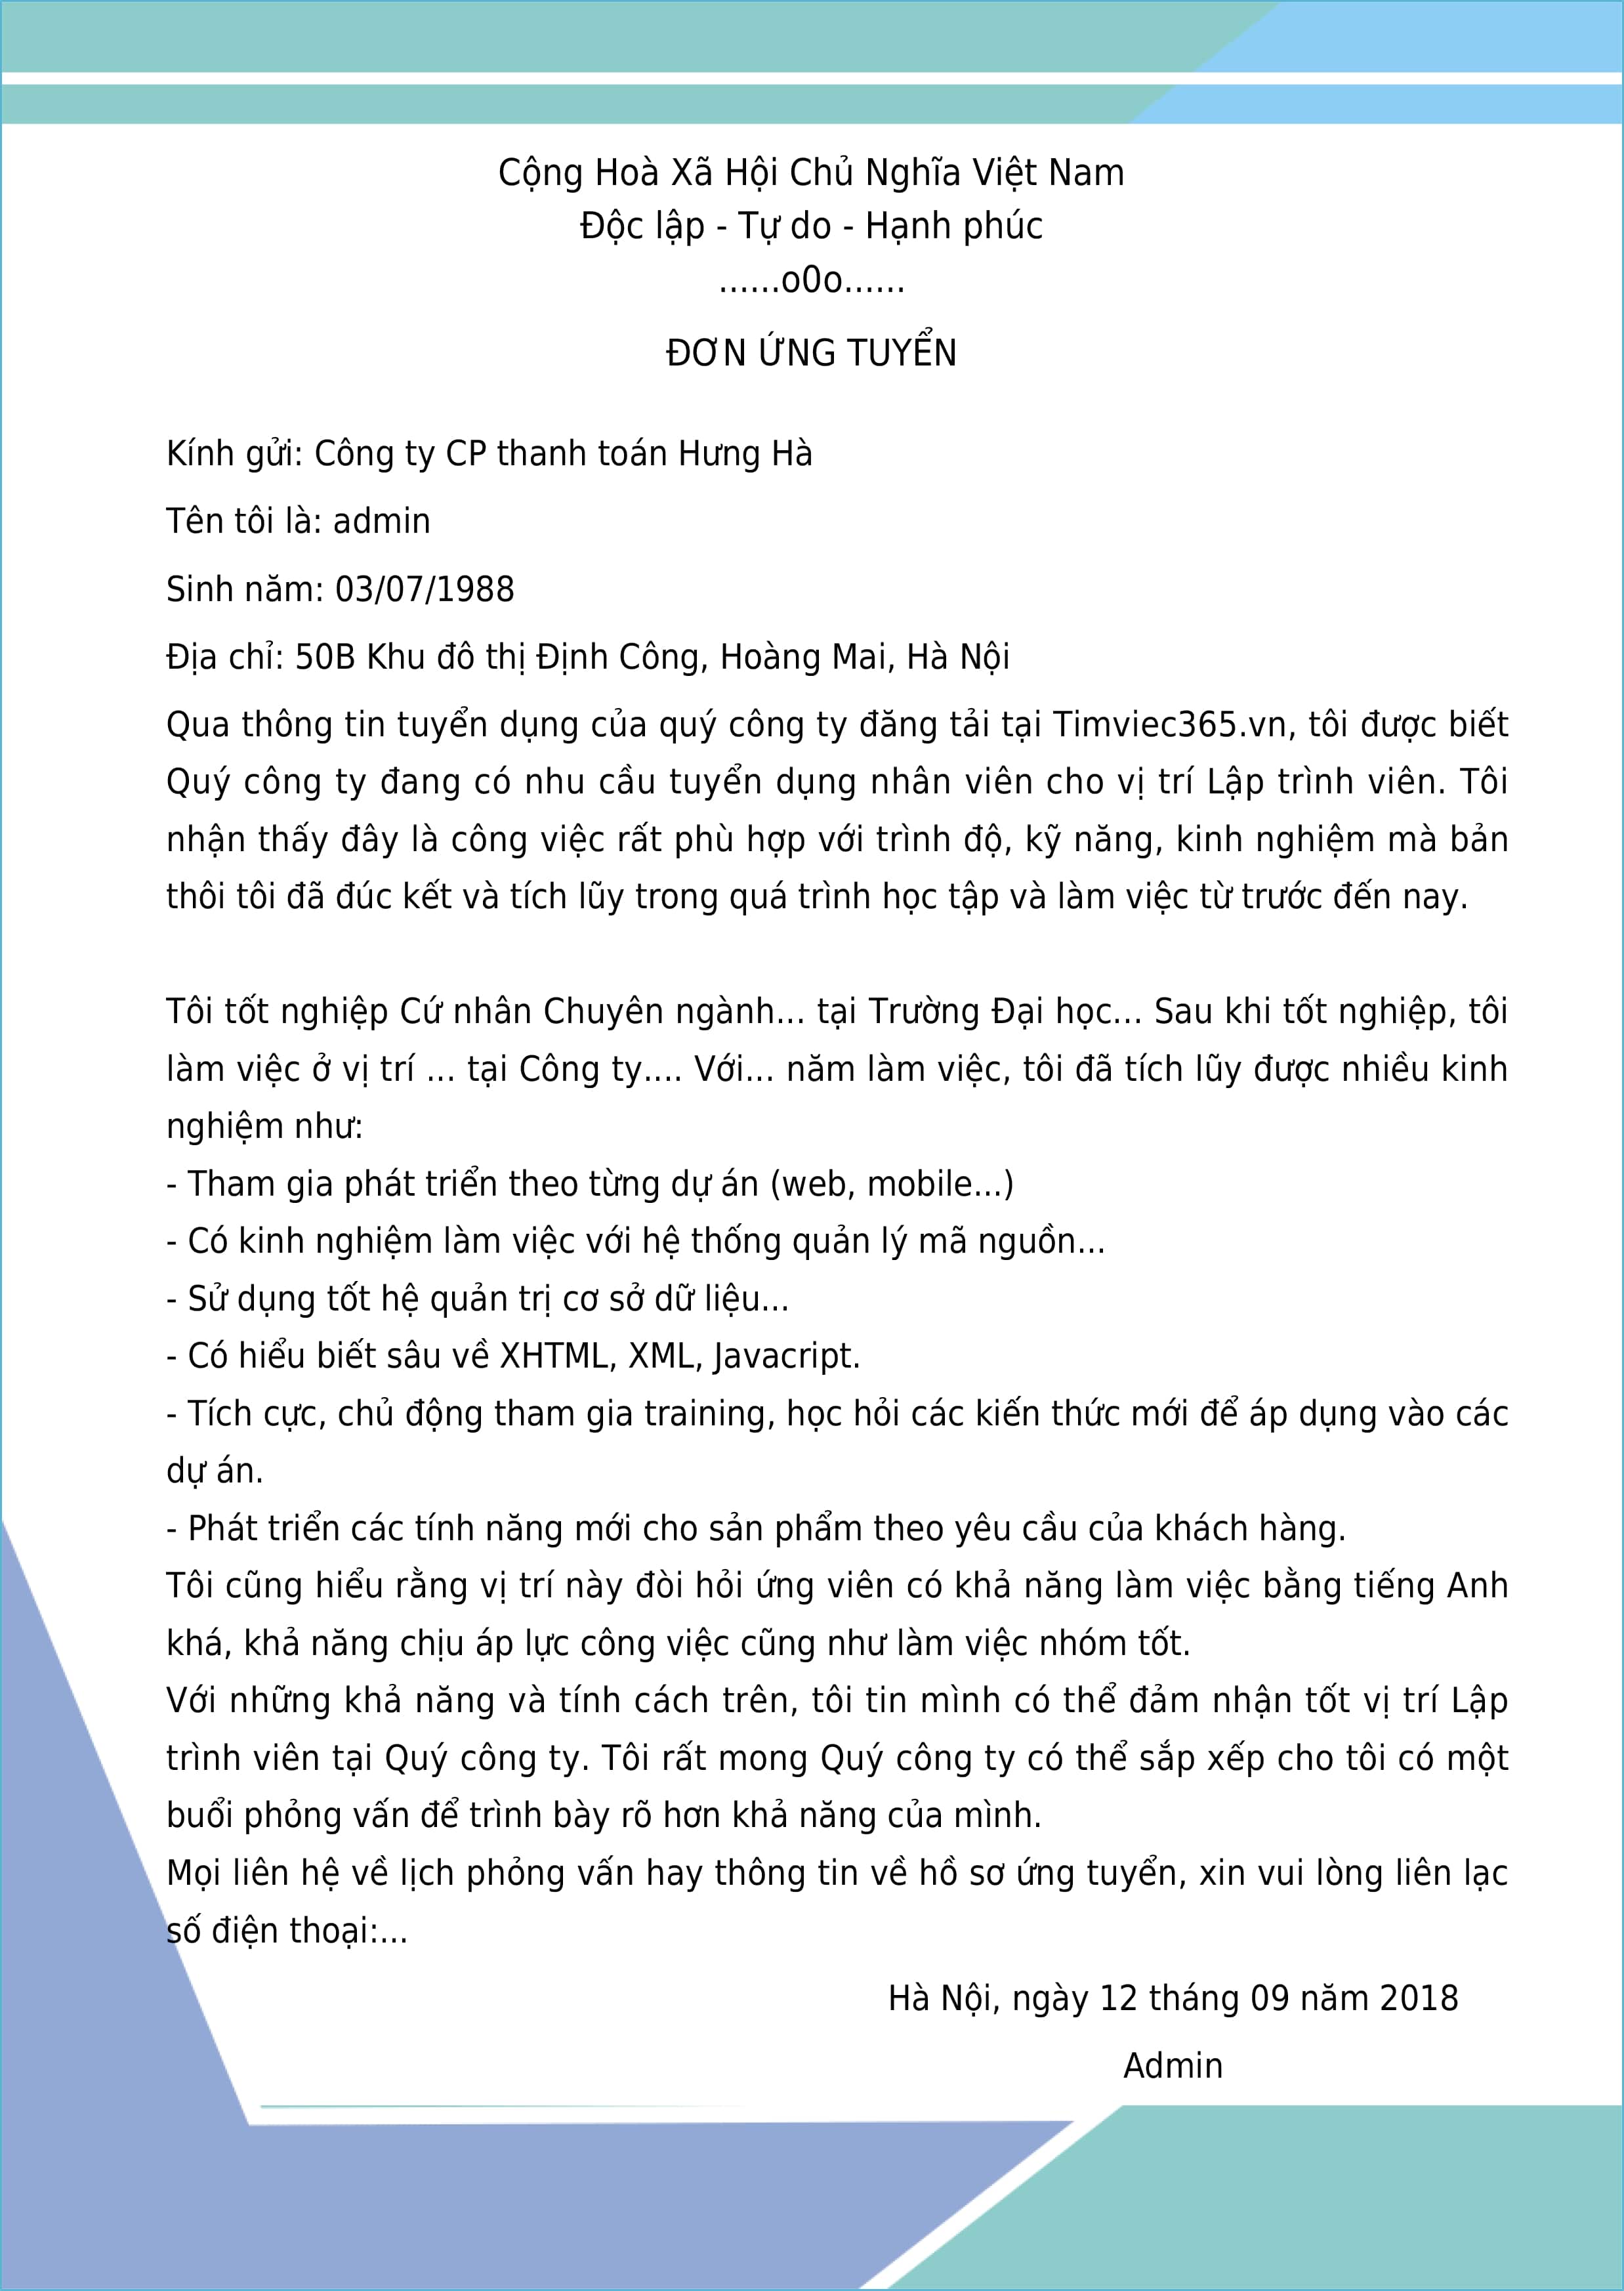 Cộng Hoà Xã Hội Chủ Nghĩa Việt Nam
Độc lập - Tự do - Hạnh phúc
......o0o......
ĐƠN ỨNG TUYỂN
Kính gửi: Công ty CP thanh toán Hưng Hà
Tên tôi là: admin
Sinh năm: 03/07/1988
Địa chỉ: 50B Khu đô thị Định Công, Hoàng Mai, Hà Nội
Qua thông tin tuyển dụng của quý công ty đăng tải tại Timviec365.vn, tôi được biết
Quý công ty đang có nhu cầu tuyển dụng nhân viên cho vị trí Lập trình viên. Tôi
nhận thấy đây là công việc rất phù hợp với trình độ, kỹ năng, kinh nghiệm mà bản
thôi tôi đã đúc kết và tích lũy trong quá trình học tập và làm việc từ trước đến nay.
Tôi tốt nghiệp Cứ nhân Chuyên ngành... tại Trường Đại học... Sau khi tốt nghiệp, tôi
làm việc ở vị trí ... tại Công ty.... Với... năm làm việc, tôi đã tích lũy được nhiều kinh
nghiệm như:
- Tham gia phát triển theo từng dự án (web, mobile...)
- Có kinh nghiệm làm việc với hệ thống quản lý mã nguồn...
- Sử dụng tốt hệ quản trị cơ sở dữ liệu...
- Có hiểu biết sâu về XHTML, XML, Javacript.
- Tích cực, chủ động tham gia training, học hỏi các kiến thức mới để áp dụng vào các
dự án.
- Phát triển các tính năng mới cho sản phẩm theo yêu cầu của khách hàng.
Tôi cũng hiểu rằng vị trí này đòi hỏi ứng viên có khả năng làm việc bằng tiếng Anh
khá, khả năng chịu áp lực công việc cũng như làm việc nhóm tốt.
Với những khả năng và tính cách trên, tôi tin mình có thể đảm nhận tốt vị trí Lập
trình viên tại Quý công ty. Tôi rất mong Quý công ty có thể sắp xếp cho tôi có một
buổi phỏng vấn để trình bày rõ hơn khả năng của mình.
Mọi liên hệ về lịch phỏng vấn hay thông tin về hồ sơ ứng tuyển, xin vui lòng liên lạc
số điện thoại:...
Hà Nội, ngày 12 tháng 09 năm 2018
Admin